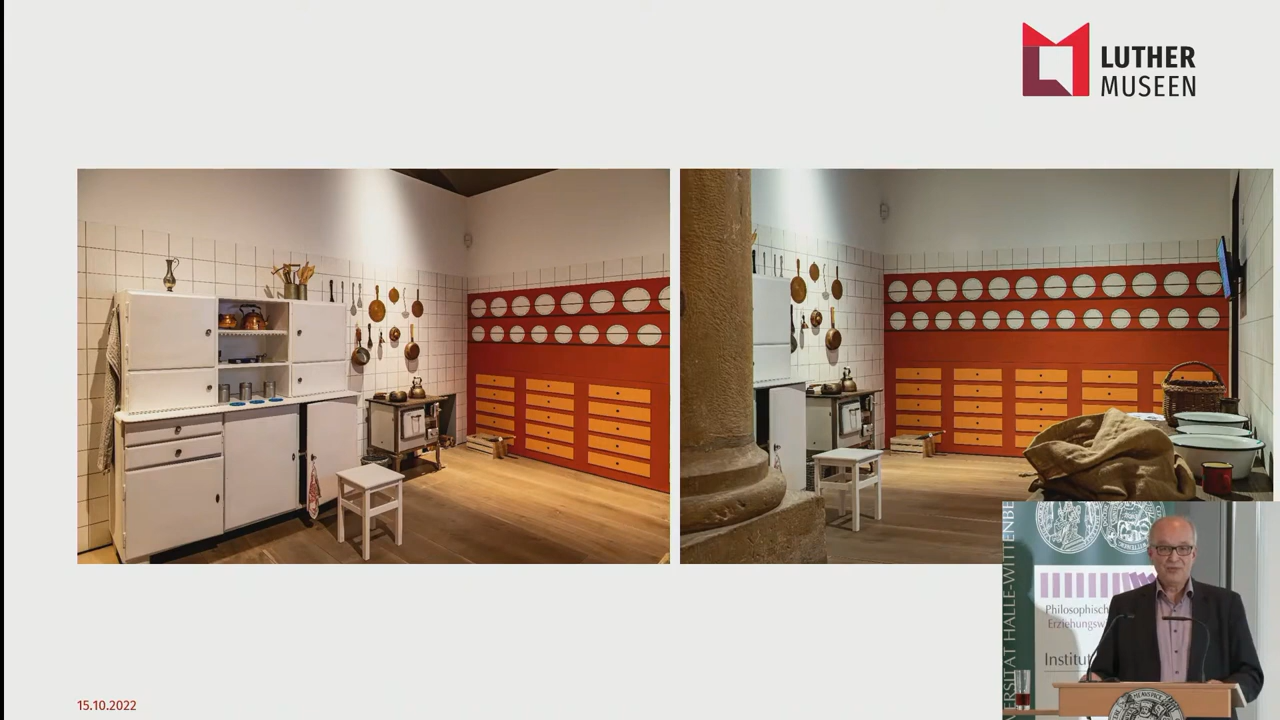 LUTHER
MUSEEN
Philosophisch
Erziehungsw
Institut
15.10.2022